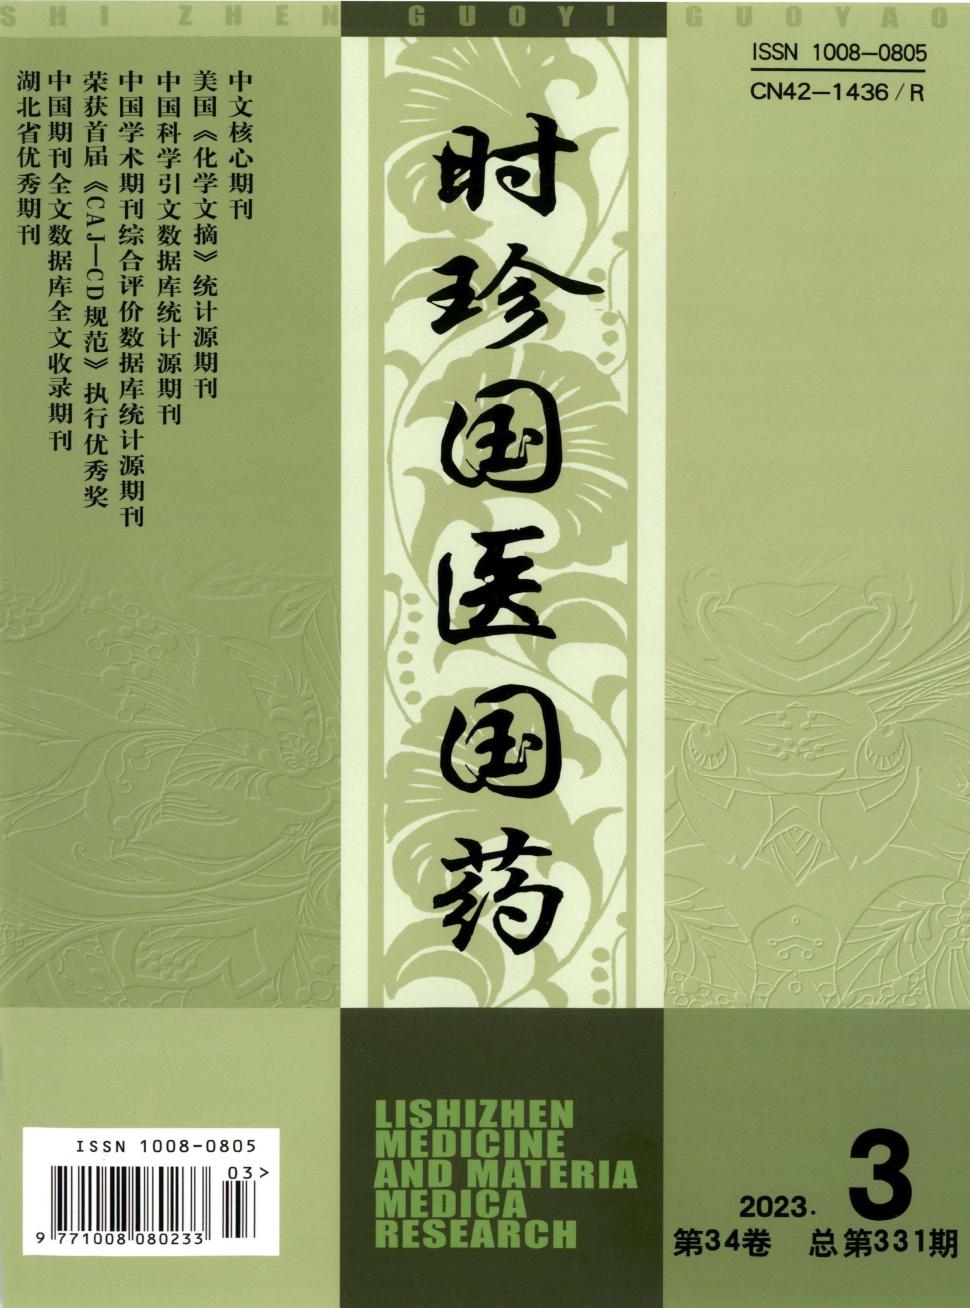 SHI ZHEN GUOYI GUOYAO
ISSN 1008-0805
CN42-1436/R
中文核心期刊
美国《化学文摘》统计源期刊
中国科学引文数据库统计源期刊
中国学术期刊综合评价数据库统计源期刊
荣获首届《CAJ—CD规范》执行优秀奖
中国期刊全文数据库全文收录期刊
湖北省优秀期刊
时珍国医国药
LISHIZHEN
MEDICINE
AND MATERIA
MEDICA
RESEARCH
ISSN 1008-0805
03>
9 771008 080233
2023. 3
第34卷 总第331期